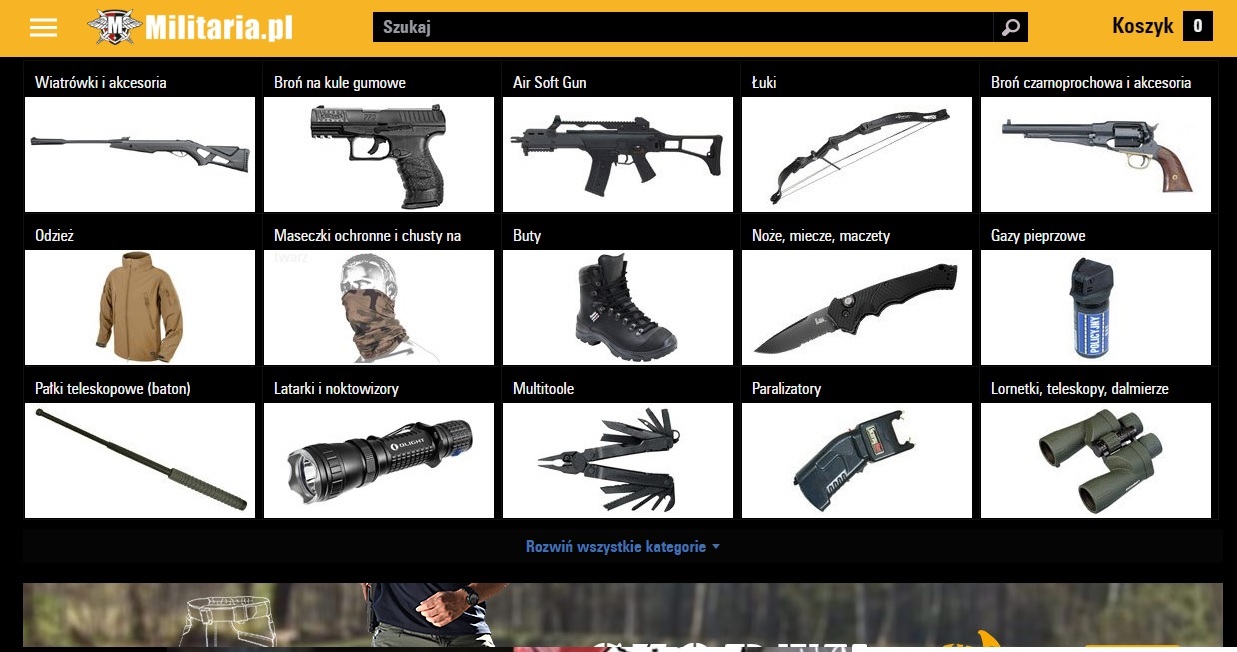 Militaria.pl
Szukaj
Koszyk 0
Wiatrówki i akcesoria
Broń na kule gumowe
Air Soft Gun
Łuki
Broń czarnoprochowa i akcesoria
Odzież
Maseczki ochronne i chusty na
twarz
Buty
Noże, miecze, maczety
Gazy pieprzowe
POLICYJNY
Pałki teleskopowe (baton)
Latarki i noktowizory
Multitoole
Paralizatory
Lornetki, teleskopy, dalmierze
OLIGHT
Rozwiń wszystkie kategorie